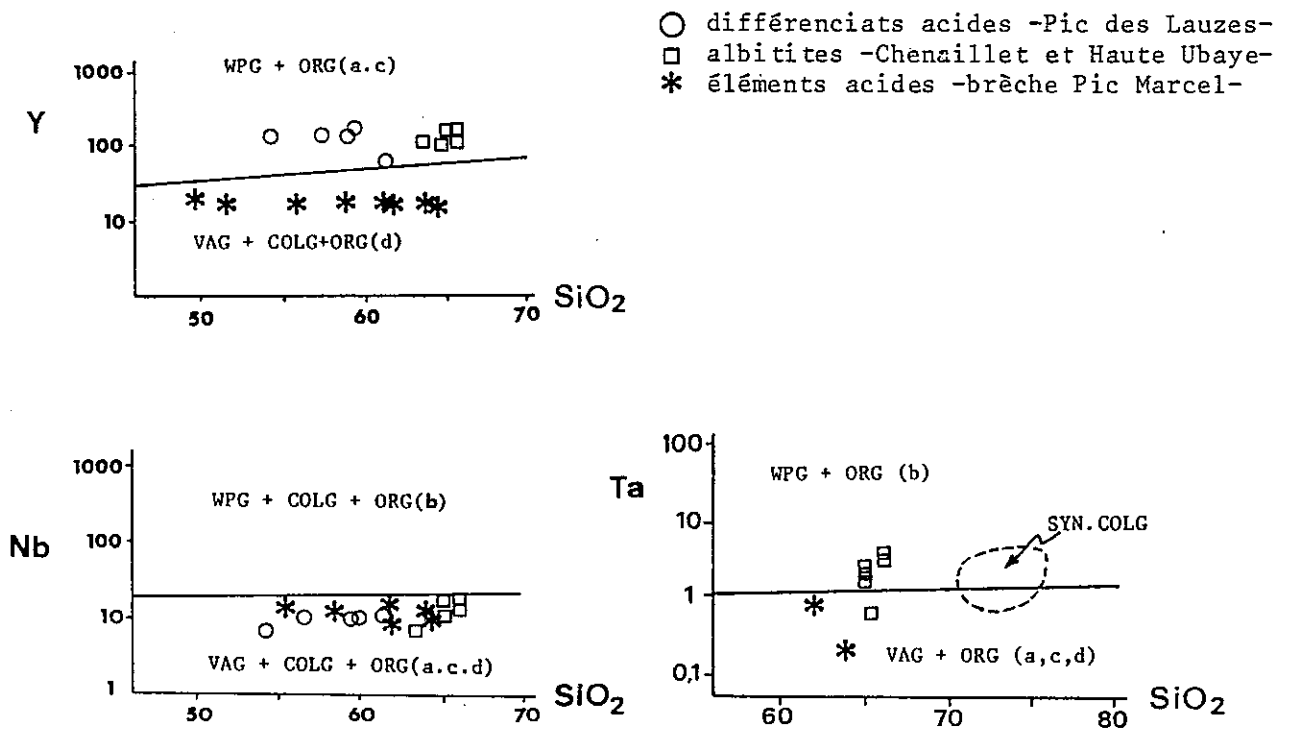 ○ différenciats acides -Pic des Lauzes-
□ albitites -Chenaillet et Haute Ubaye-
* éléments acides -brèche Pic Marcel-
1000
WPG + ORG(a.c)
Y
100
10
VAG + COLG+ORG(d)
50
60
70
SiO2
1000
WPG + COLG + ORG(b)
100
Nb
10
VAG + COLG + ORG(a.c.d)
1
50
60
70
SiO2
100
WPG + ORG (b)
Ta
10
SYN.COLG
1
VAG + ORG (a,c,d)
0,1
60
70
80
SiO2